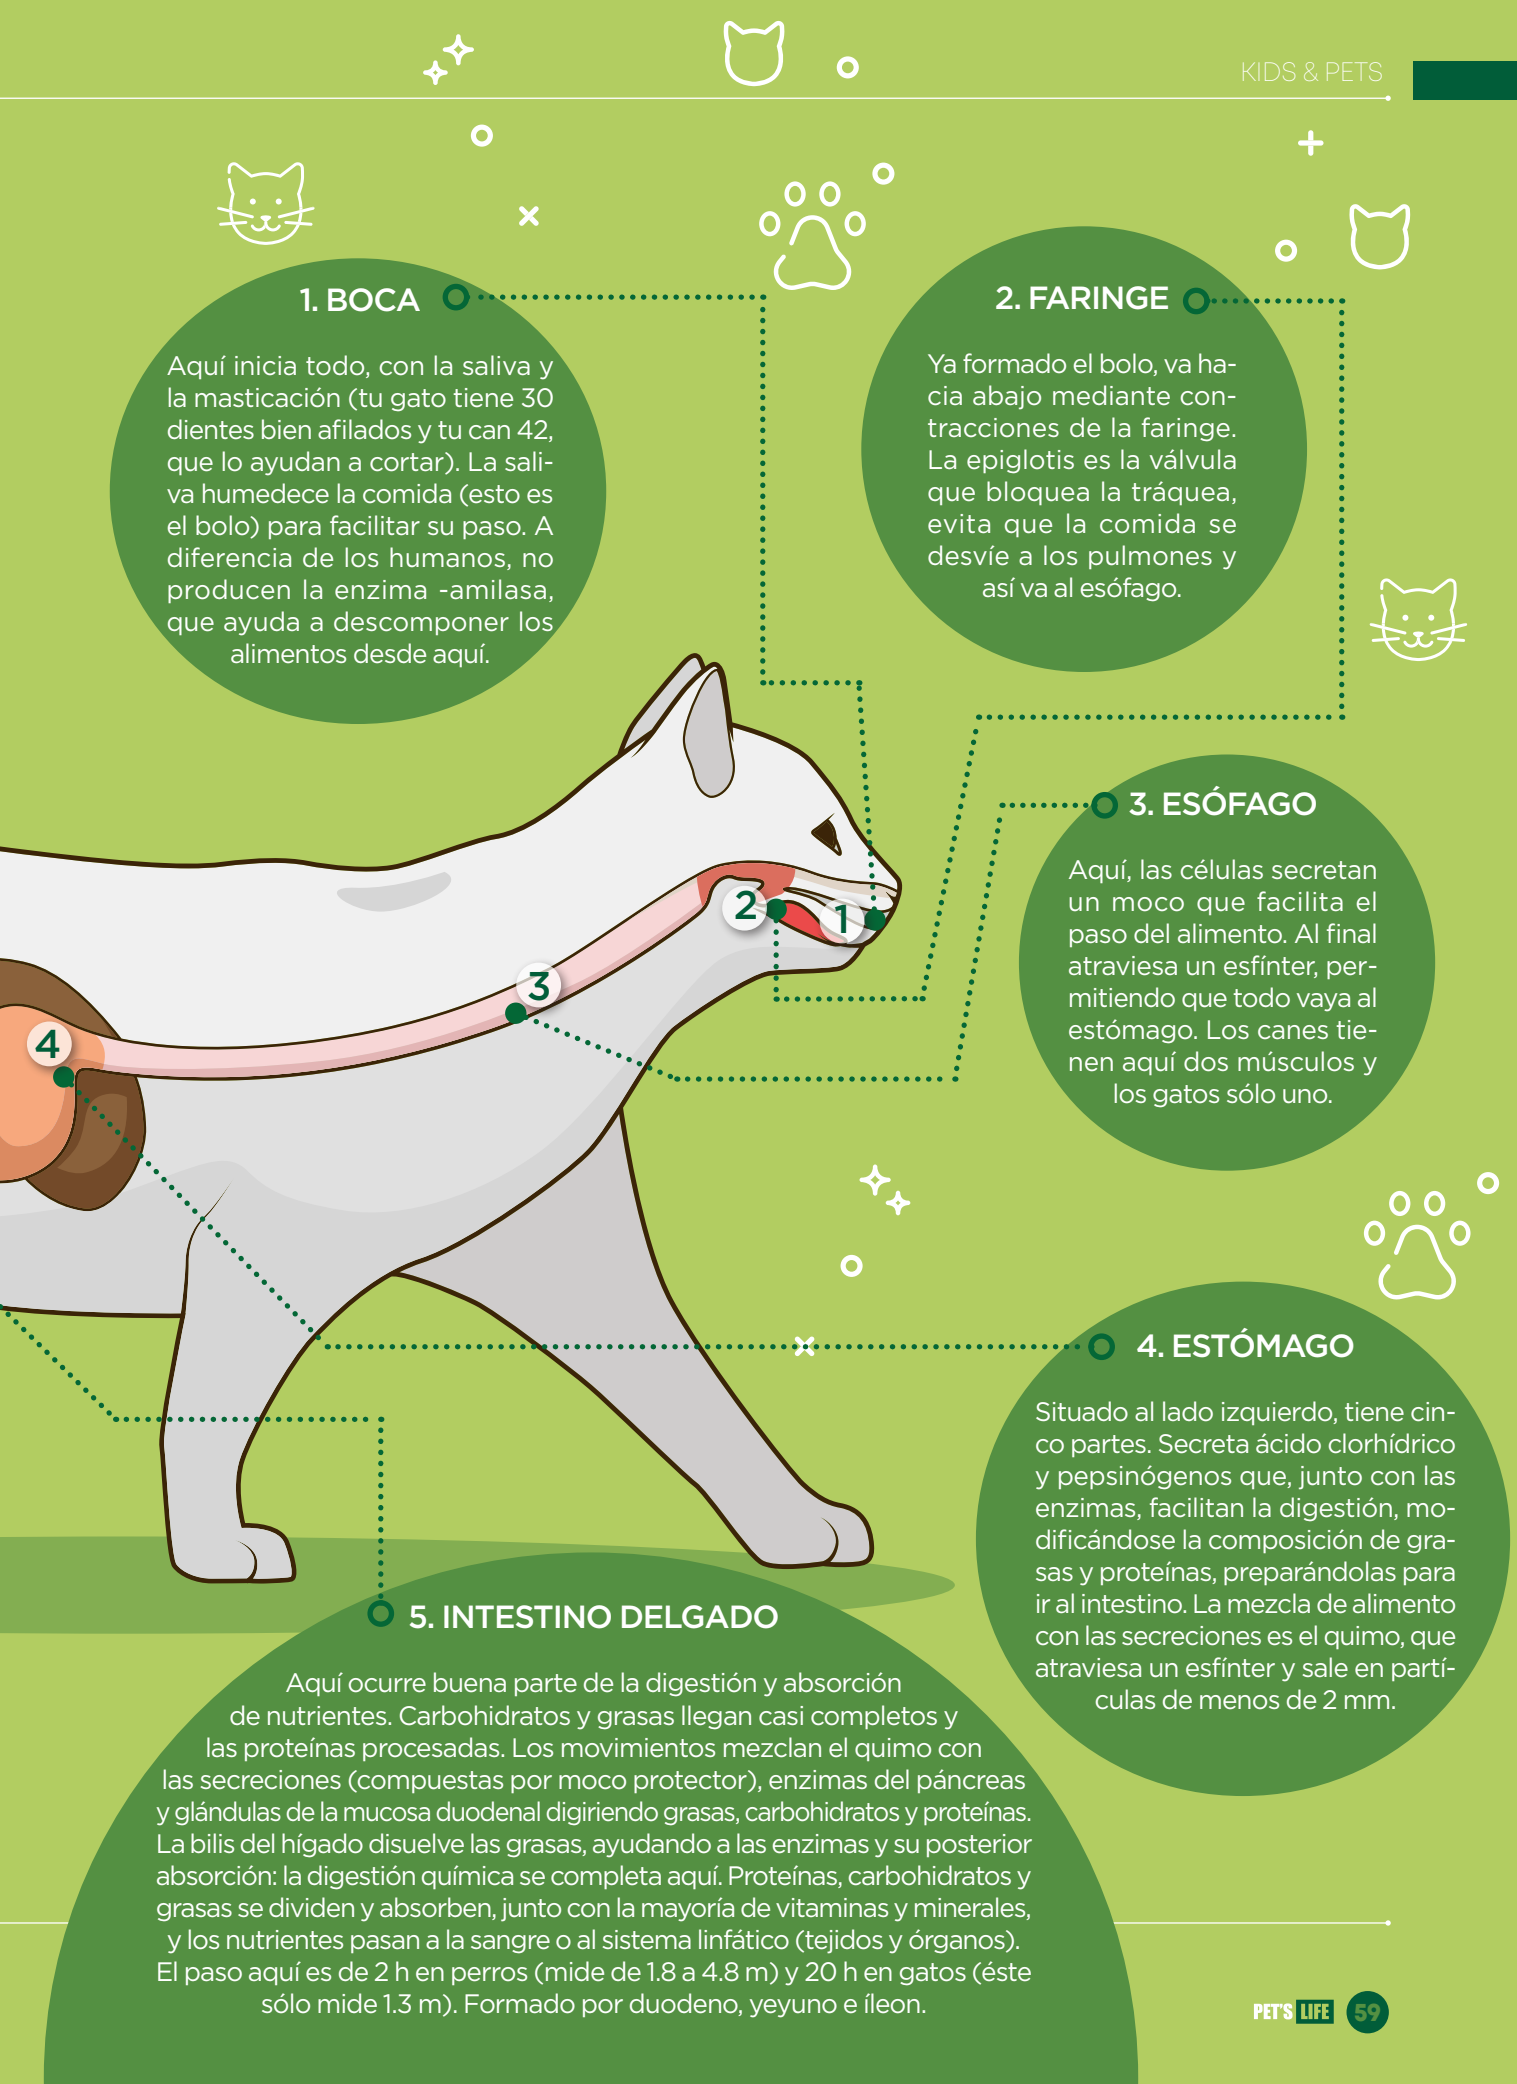 KIDS & PETS
1. BOCA
Aquí inicia todo, con la saliva y
la masticación (tu gato tiene 30
dientes bien afilados y tu can 42,
que lo ayudan a cortar). La sali-
va humedece la comida (esto es
el bolo) para facilitar su paso. A
diferencia de los humanos, no
producen la enzima -amilasa,
que ayuda a descomponer los
alimentos desde aquí.
2. FARINGE
Ya formado el bolo, va ha-
cia abajo mediante con-
tracciones de la faringe.
La epiglotis es la válvula
que bloquea la tráquea,
evita que la comida se
desvíe a los pulmones y
así va al esófago.
3. ESÓFAGO
Aquí, las células secretan
un moco que facilita el
paso del alimento. Al final
atraviesa un esfínter, per-
mitiendo que todo vaya al
estómago. Los canes tie-
nen aquí dos músculos y
los gatos sólo uno.
2
1
3
4
4. ESTÓMAGO
Situado al lado izquierdo, tiene cin-
co partes. Secreta ácido clorhídrico
y pepsinógenos que, junto con las
enzimas, facilitan la digestión, mo-
dificándose la composición de gra-
sas y proteínas, preparándolas para
ir al intestino. La mezcla de alimento
con las secreciones es el quimo, que
atraviesa un esfínter y sale en partí-
culas de menos de 2 mm.
5. INTESTINO DELGADO
Aquí ocurre buena parte de la digestión y absorción
de nutrientes. Carbohidratos y grasas llegan casi completos y
las proteínas procesadas. Los movimientos mezclan el quimo con
las secreciones (compuestas por moco protector), enzimas del páncreas
y glándulas de la mucosa duodenal digiriendo grasas, carbohidratos y proteínas.
La bilis del hígado disuelve las grasas, ayudando a las enzimas y su posterior
absorción: la digestión química se completa aquí. Proteínas, carbohidratos y
grasas se dividen y absorben, junto con la mayoría de vitaminas y minerales,
y los nutrientes pasan a la sangre o al sistema linfático (tejidos y órganos).
El paso aquí es de 2 h en perros (mide de 1.8 a 4.8 m) y 20 h en gatos (éste
sólo mide 1.3 m). Formado por duodeno, yeyuno e íleon.
PET'S LIFE 59